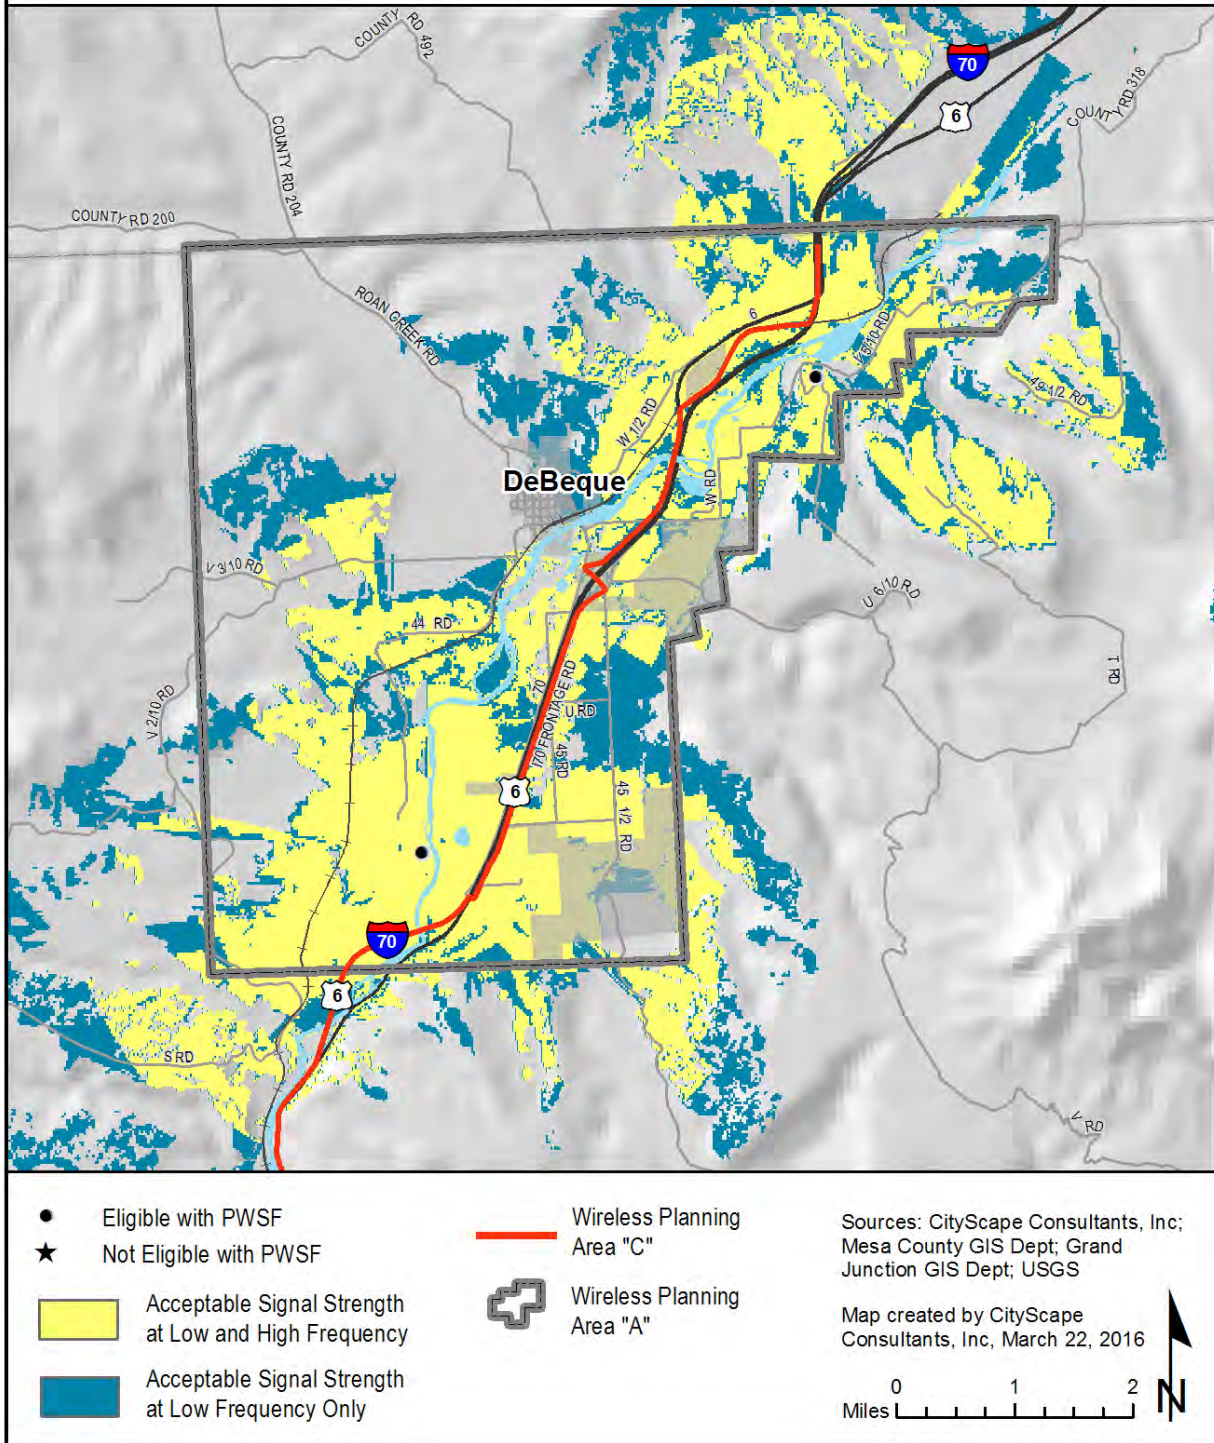 COUNTY RD 492
70
6
COUNTY RD 318
COUNTY RD 204
COUNTY RD 200
ROAN CREEK RD
6
V 5/10 RD
49 1/2 RD
W 1/2 RD
DeBeque
W RD
V 3/10 RD
U 6/10 RD
44 RD
T RD
V 2/10 RD
70
I70 FRONTAGE RD
U RD
45 RD
6
45 1/2 RD
70
6
S RD
V RD
Eligible with PWSF
Not Eligible with PWSF
Acceptable Signal Strength
at Low and High Frequency
Acceptable Signal Strength
at Low Frequency Only
Wireless Planning
Area "C"
Wireless Planning
Area "A"
Sources: CityScape Consultants, Inc;
Mesa County GIS Dept; Grand
Junction GIS Dept; USGS
Map created by CityScape
Consultants, Inc, March 22, 2016
0 1 2
Miles
N